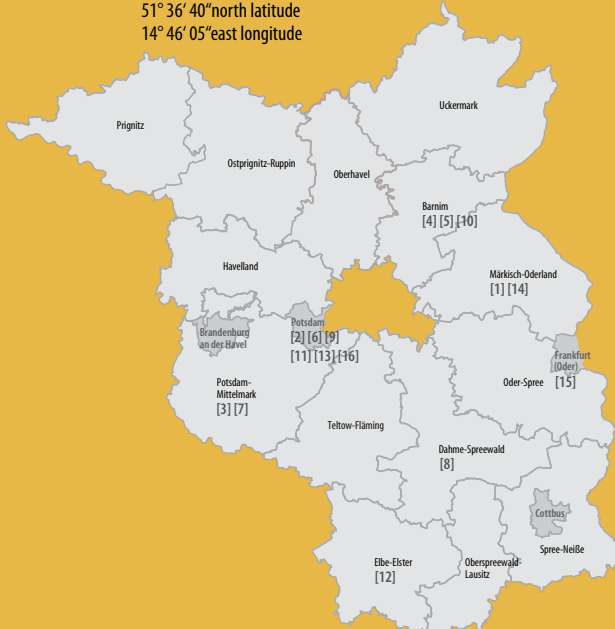 51° 36‘ 40“north latitude
14° 46‘ 05“east longitude
Uckermark
Prignitz
Ostprignitz-Ruppin
Oberhavel
Barnim
[4] [5] [10]
Havelland
Märkisch-Oderland
[1] [14]
Potsdam
[2] [6] [9]
[11] [13] [16]
Brandenburg
an der Havel
Frankfurt
(Oder)
[15]
Oder-Spree
Potsdam-
Mittelmark
[3] [7]
Teltow-Fläming
Dahme-Spreewald
[8]
Cottbus
Spree-Neiße
Elbe-Elster
[12]
Oberspreewald-
Lausitz